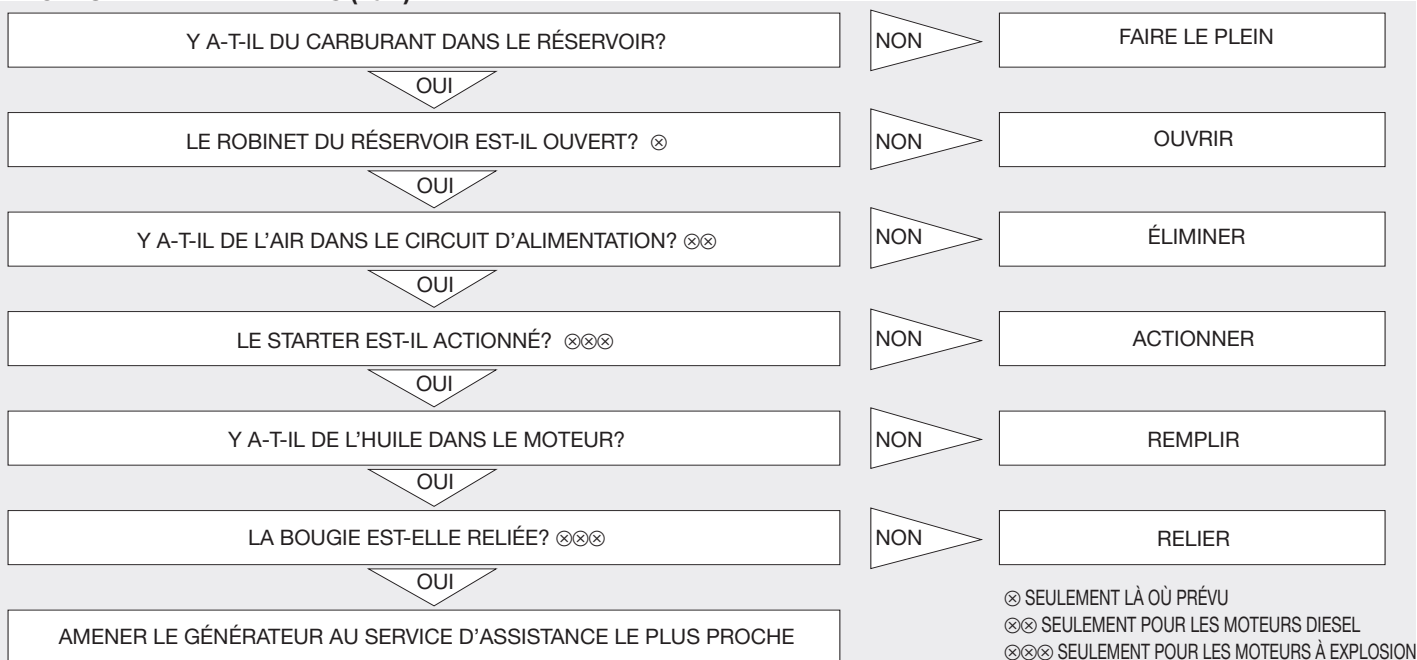 Y A-T-IL DU CARBURANT DANS LE RÉSERVOIR?
NON
FAIRE LE PLEIN
OUI
LE ROBINET DU RÉSERVOIR EST-IL OUVERT? ⊗
NON
OUVRIR
OUI
Y A-T-IL DE L'AIR DANS LE CIRCUIT D'ALIMENTATION? ⊗⊗
NON
ÉLIMINER
OUI
LE STARTER EST-IL ACTIONNÉ? ⊗⊗⊗
NON
ACTIONNER
OUI
Y A-T-IL DE L'HUILE DANS LE MOTEUR?
NON
REMPLIR
OUI
LA BOUGIE EST-ELLE RELIÉE? ⊗⊗⊗
NON
RELIER
OUI
AMENER LE GÉNÉRATEUR AU SERVICE D'ASSISTANCE LE PLUS PROCHE
⊗ SEULEMENT LÀ OÙ PRÉVU
⊗⊗ SEULEMENT POUR LES MOTEURS DIESEL
⊗⊗⊗ SEULEMENT POUR LES MOTEURS À EXPLOSION